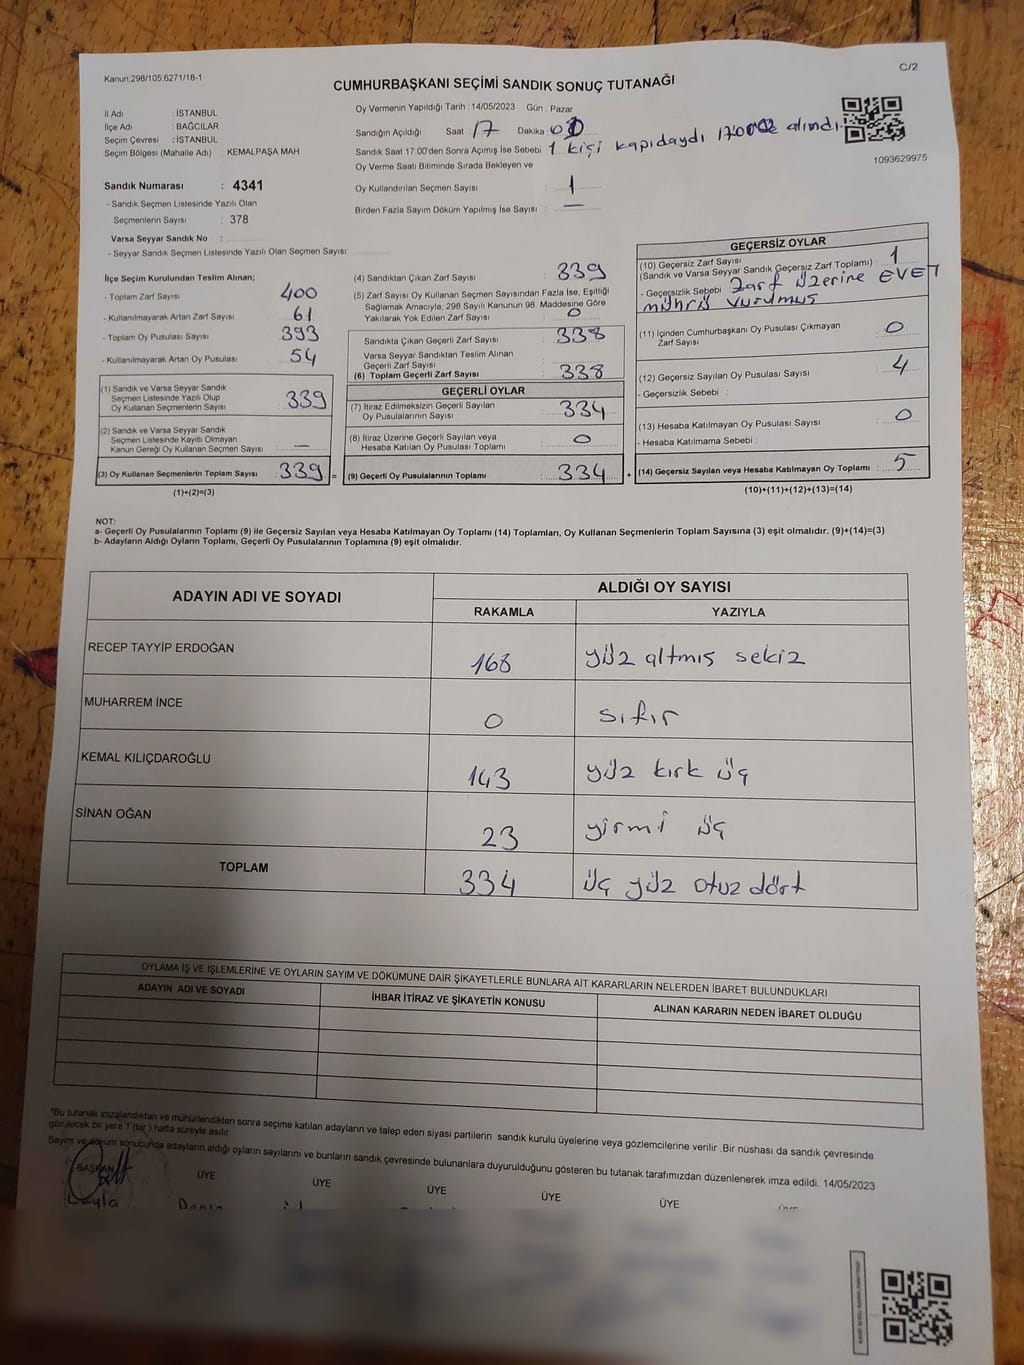 Kanun;298/105,6271/18-1
C/2
CUMHURBAŞKANI SEÇİMİ SANDIK SONUÇ TUTANAĞI
İl Adı : İSTANBUL
İlçe Adı : BAĞCILAR
Seçim Çevresi : İSTANBUL
Seçim Bölgesi (Mahalle Adı) : KEMALPAŞA MAH
Oy Vermenin Yapıldığı Tarih : 14/05/2023 Gün : Pazar
Sandığın Açıldığı Saat 17 Dakika
Sandık Saat 17:00'den Sonra Açımış İse Sebebi 1 kişi kapıdaydı alındı
Oy Verme Saati Bitiminde Sırada Bekleyen ve
Oy Kullandırılan Seçmen Sayısı : 1
Birden Fazla Sayım Döküm Yapılmış İse Sayısı : —
1093629975
Sandık Numarası : 4341
- Sandık Seçmen Listesinde Yazılı Olan
Seçmenlerin Sayısı : 378
Varsa Seyyar Sandık No :
- Seyyar Sandık Seçmen Listesinde Yazılı Olan Seçmen Sayısı:
İlçe Seçim Kurulundan Teslim Alınan;
- Toplam Zarf Sayısı : 400
- Kullanılmayarak Artan Zarf Sayısı : 61
- Toplam Oy Pusulası Sayısı : 393
- Kullanılmayarak Artan Oy Pusulası : 54
(1) Sandık ve Varsa Seyyar Sandık
Seçmen Listesinde Yazılı Olup
Oy Kullanan Seçmenlerin Sayısı : 339
(2) Sandık ve Varsa Seyyar Sandık
Seçmen Listesinde Kayıtlı Olmayan
Kanun Gereği Oy Kullanan Seçmen Sayısı : —
(3) Oy Kullanan Seçmenlerin Toplam Sayısı : 339 =
(1)+(2)=(3)
(4) Sandıktan Çıkan Zarf Sayısı : 339
(5) Zarf Sayısı Oy Kullanan Seçmen Sayısından Fazla İse, Eşitliği
Sağlamak Amacıyla, 298 Sayılı Kanunun 98. Maddesine Göre
Yakılarak Yok Edilen Zarf Sayısı : 0
Sandıkta Çıkan Geçerli Zarf Sayısı : 338
Varsa Seyyar Sandıktan Teslim Alınan
Geçerli Zarf Sayısı :
(6) Toplam Geçerli Zarf Sayısı : 338
GEÇERLİ OYLAR
(7) İtiraz Edilmeksizin Geçerli Sayılan
Oy Pusulalarının Sayısı : 334
(8) İtiraz Üzerine Geçerli Sayılan veya
Hesaba Katılan Oy Pusulası Toplamı : 0
(9) Geçerli Oy Pusulalarının Toplamı : 334 +
GEÇERSİZ OYLAR
(10) Geçersiz Zarf Sayısı
(Sandık ve Varsa Seyyar Sandık Geçersiz Zarf Toplamı) : 1
- Geçersizlik Sebebi Zarf üzerine EVET
mührü vurulmuş
(11) İçinden Cumhurbaşkanı Oy Pusulası Çıkmayan
Zarf Sayısı : 0
(12) Geçersiz Sayılan Oy Pusulası Sayısı : 4
- Geçersizlik Sebebi :
(13) Hesaba Katılmayan Oy Pusulası Sayısı : 0
- Hesaba Katılmama Sebebi :
(14) Geçersiz Sayılan veya Hesaba Katılmayan Oy Toplamı : 5
(10)+(11)+(12)+(13)=(14)
NOT:
a- Geçerli Oy Pusulalarının Toplamı (9) ile Geçersiz Sayılan veya Hesaba Katılmayan Oy Toplamı (14) Toplamları, Oy Kullanan Seçmenlerin Toplam Sayısına (3) eşit olmalıdır. (9)+(14)=(3)
b- Adayların Aldığı Oyların Toplamı, Geçerli Oy Pusulalarının Toplamına (9) eşit olmalıdır.
ADAYIN ADI VE SOYADI
ALDIĞI OY SAYISI
RAKAMLA YAZIYLA
RECEP TAYYİP ERDOĞAN 168 yüz altmış sekiz
MUHARREM İNCE 0 sıfır
KEMAL KILIÇDAROĞLU 143 yüz kırk üç
SİNAN OĞAN 23 yirmi üç
TOPLAM 334 üç yüz otuz dört
OYLAMA İŞ VE İŞLEMLERİNE VE OYLARIN SAYIM VE DÖKÜMÜNE DAİR ŞİKAYETLERLE BUNLARA AİT KARARLARIN NELERDEN İBARET BULUNDUKLARI
ADAYIN ADI VE SOYADI
İHBAR İTİRAZ VE ŞİKAYETİN KONUSU
ALINAN KARARIN NEDEN İBARET OLDUĞU
*Bu tutanak imzalandıktan ve mühürlendikten sonra seçime katılan adayların ve talep eden siyasi partilerin sandık kurulu üyelerine veya gözlemcilerine verilir .Bir nüshası da sandık çevresinde
görülecek bir yere 1 (bir ) hafta süreyle asılır.
Sayım ve döküm sonucunda adayların aldığı oyların sayılarını ve bunların sandık çevresinde bulunanlara duyurulduğunu gösteren bu tutanak tarafımızdan düzenlenerek imza edildi. 14/05/2023
BAŞKAN ÜYE ÜYE ÜYE ÜYE ÜYE
Leyla